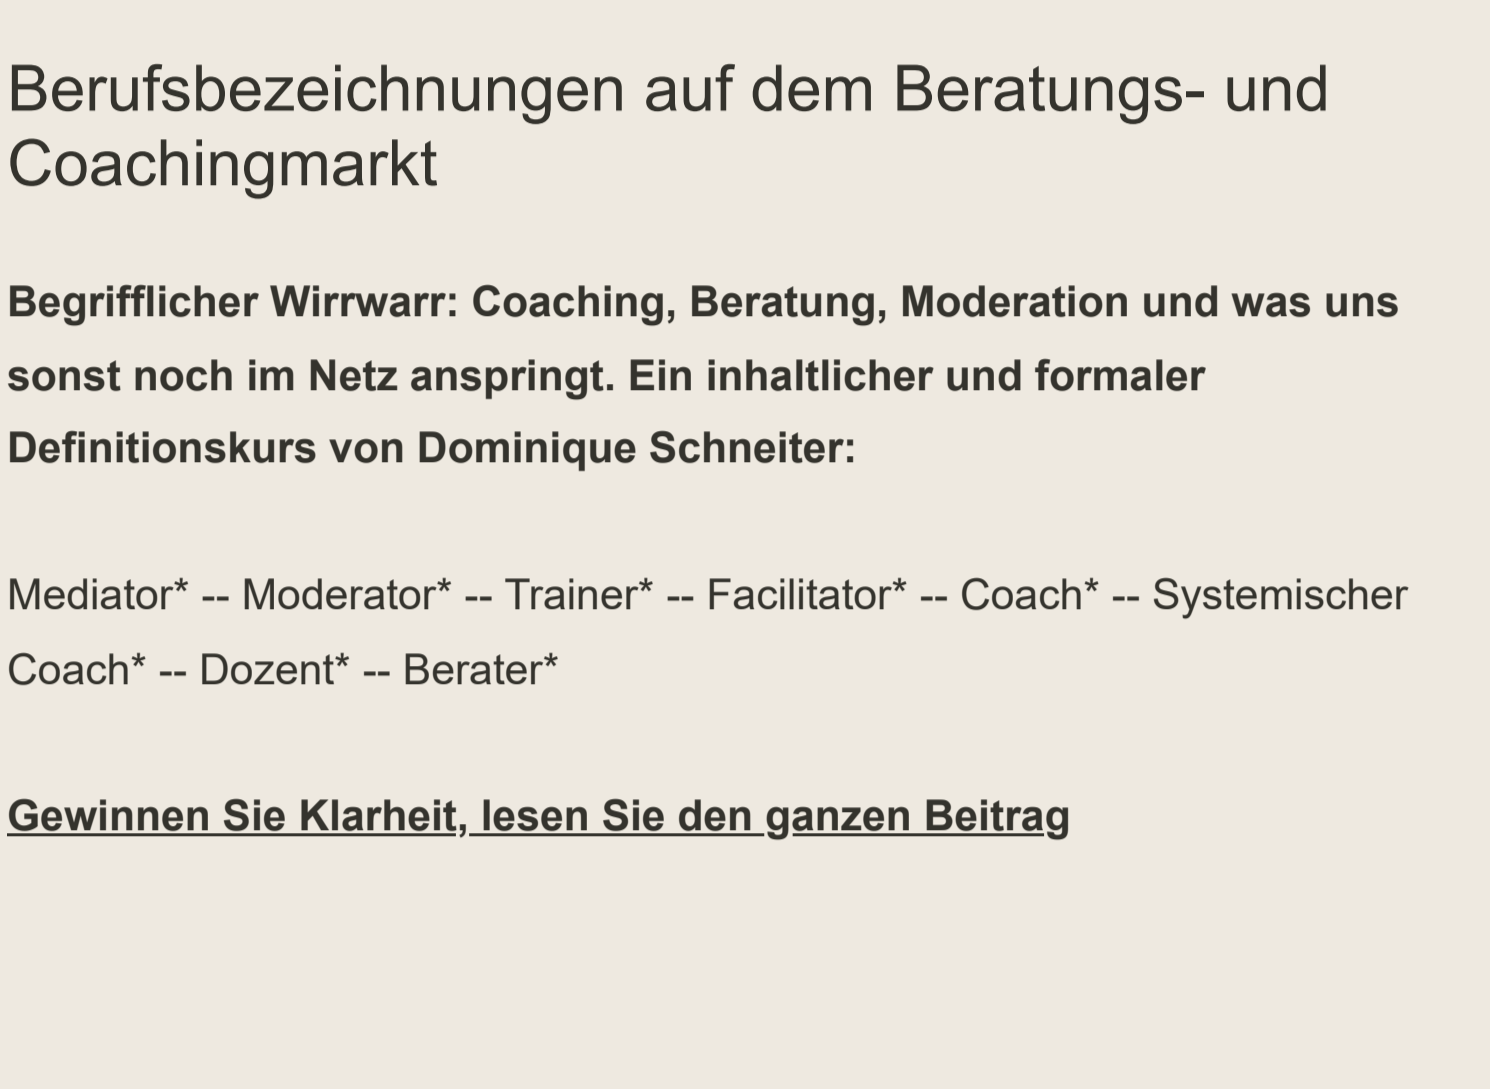 Berufsbezeichnungen auf dem Beratungs- und
Coachingmarkt
Begrifflicher Wirrwarr: Coaching, Beratung, Moderation und was uns
sonst noch im Netz anspringt. Ein inhaltlicher und formaler
Definitionskurs von Dominique Schneiter:
Mediator* -- Moderator* -- Trainer* -- Facilitator* -- Coach* -- Systemischer
Coach* -- Dozent* -- Berater*
Gewinnen Sie Klarheit, lesen Sie den ganzen Beitrag